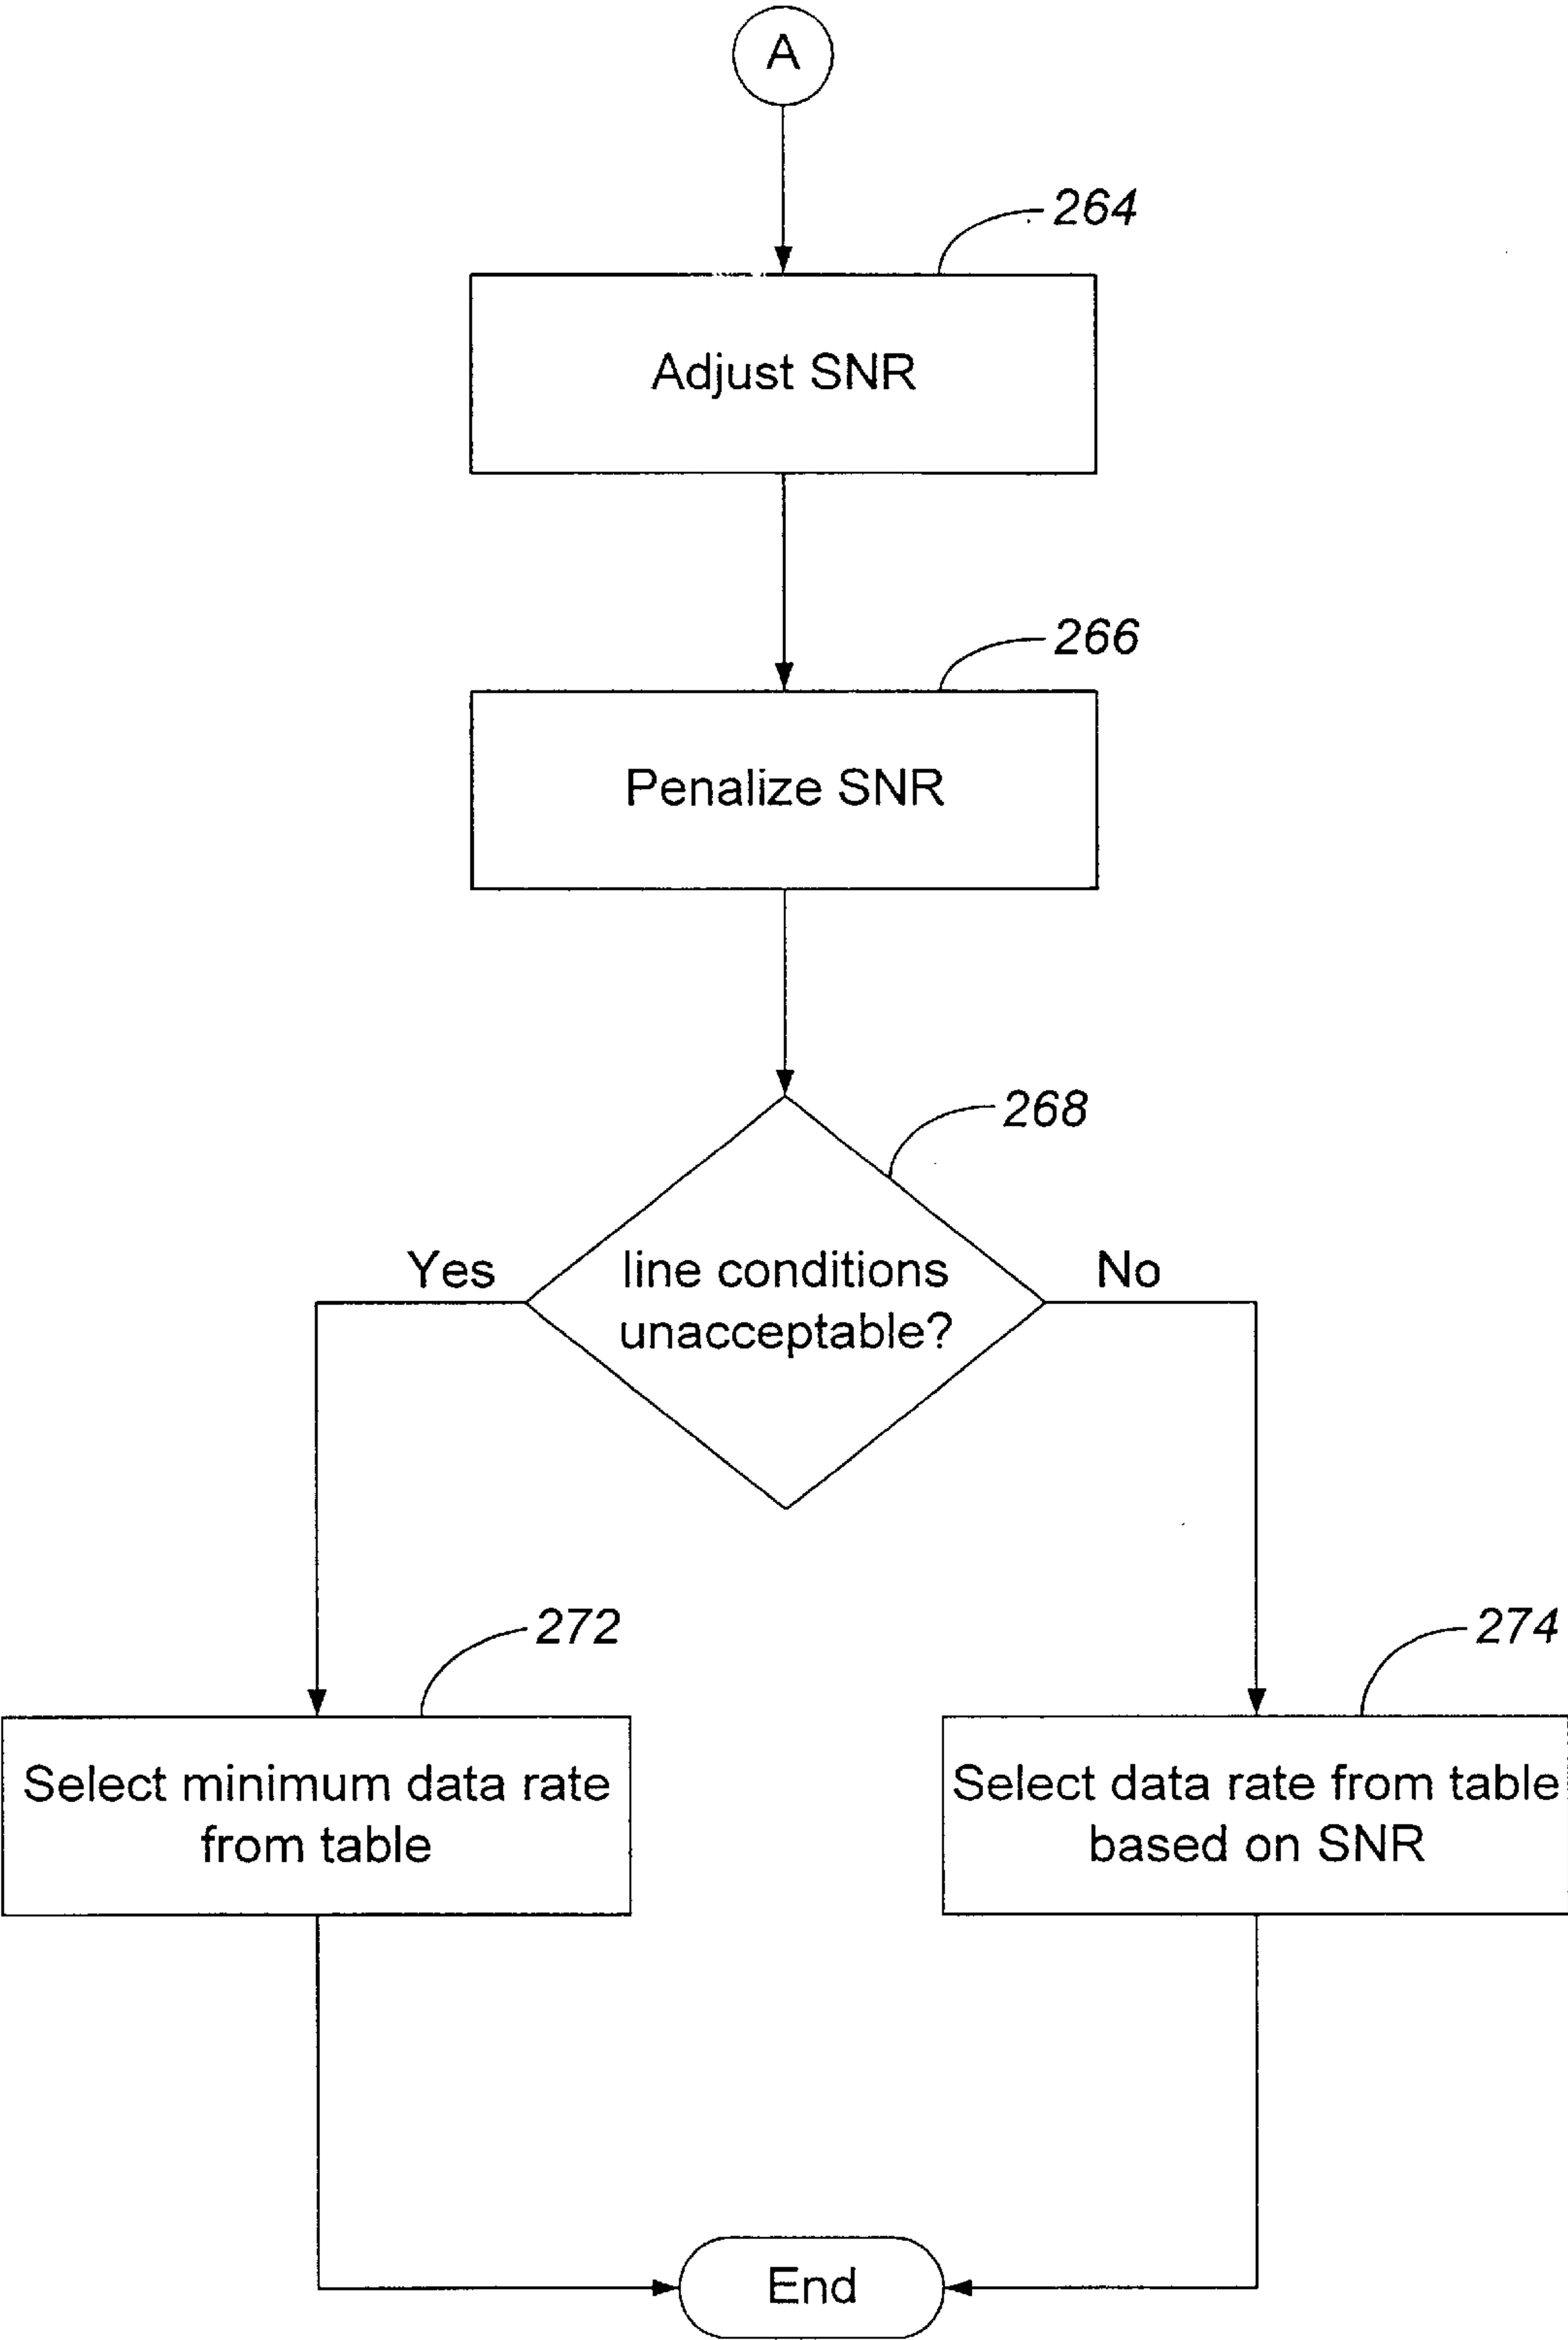 A
264
Adjust SNR
266
Penalize SNR
268
Yes
line conditions
unacceptable?
No
272
274
Select minimum data rate
from table
Select data rate from table
based on SNR
End